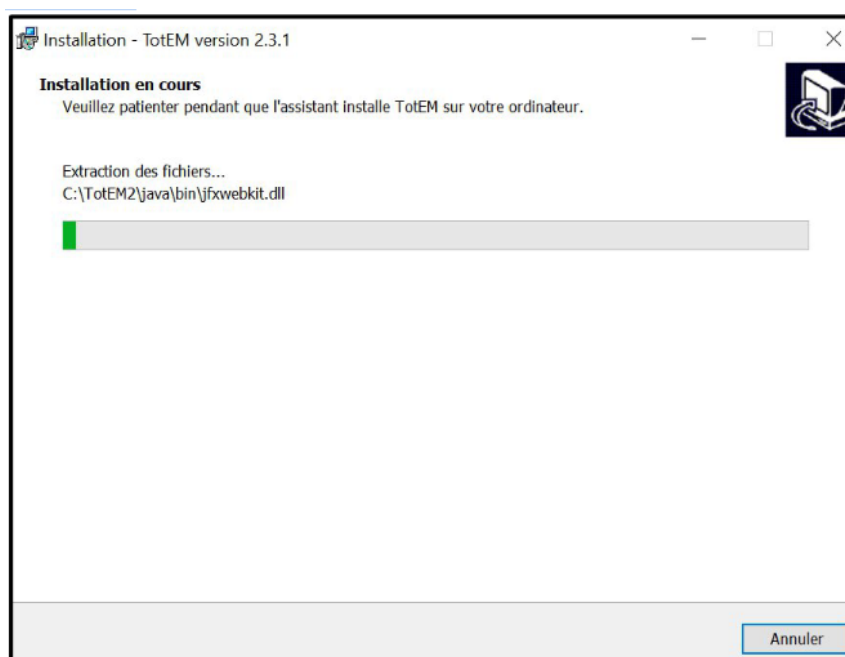 Installation - TotEM version 2.3.1
Installation en cours
Veuillez patienter pendant que l'assistant installe TotEM sur votre ordinateur.
Extraction des fichiers...
C:\TotEM2\java\bin\jfxwebkit.dll
Annuler